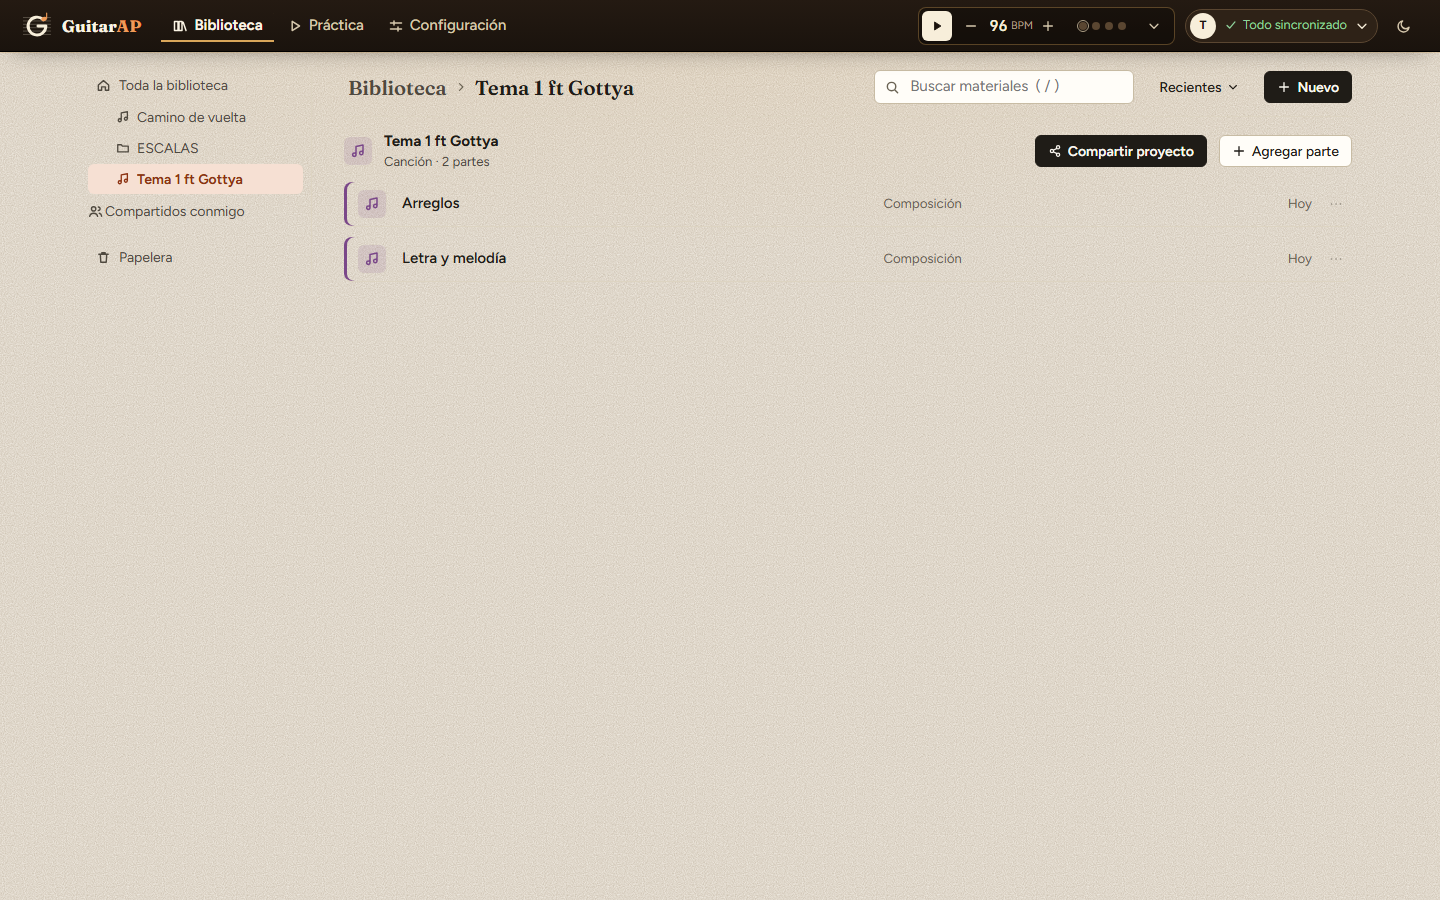 GuitarAP
Biblioteca
Práctica
Configuración
96 BPM
T
Todo sincronizado
Toda la biblioteca
Camino de vuelta
ESCALAS
Tema 1 ft Gottya
Compartidos conmigo
Papelera
Biblioteca > Tema 1 ft Gottya
Buscar materiales ( / )
Recientes
Nuevo
Tema 1 ft Gottya
Canción · 2 partes
Compartir proyecto
Agregar parte
Arreglos Composición Hoy ···
Letra y melodía Composición Hoy ···